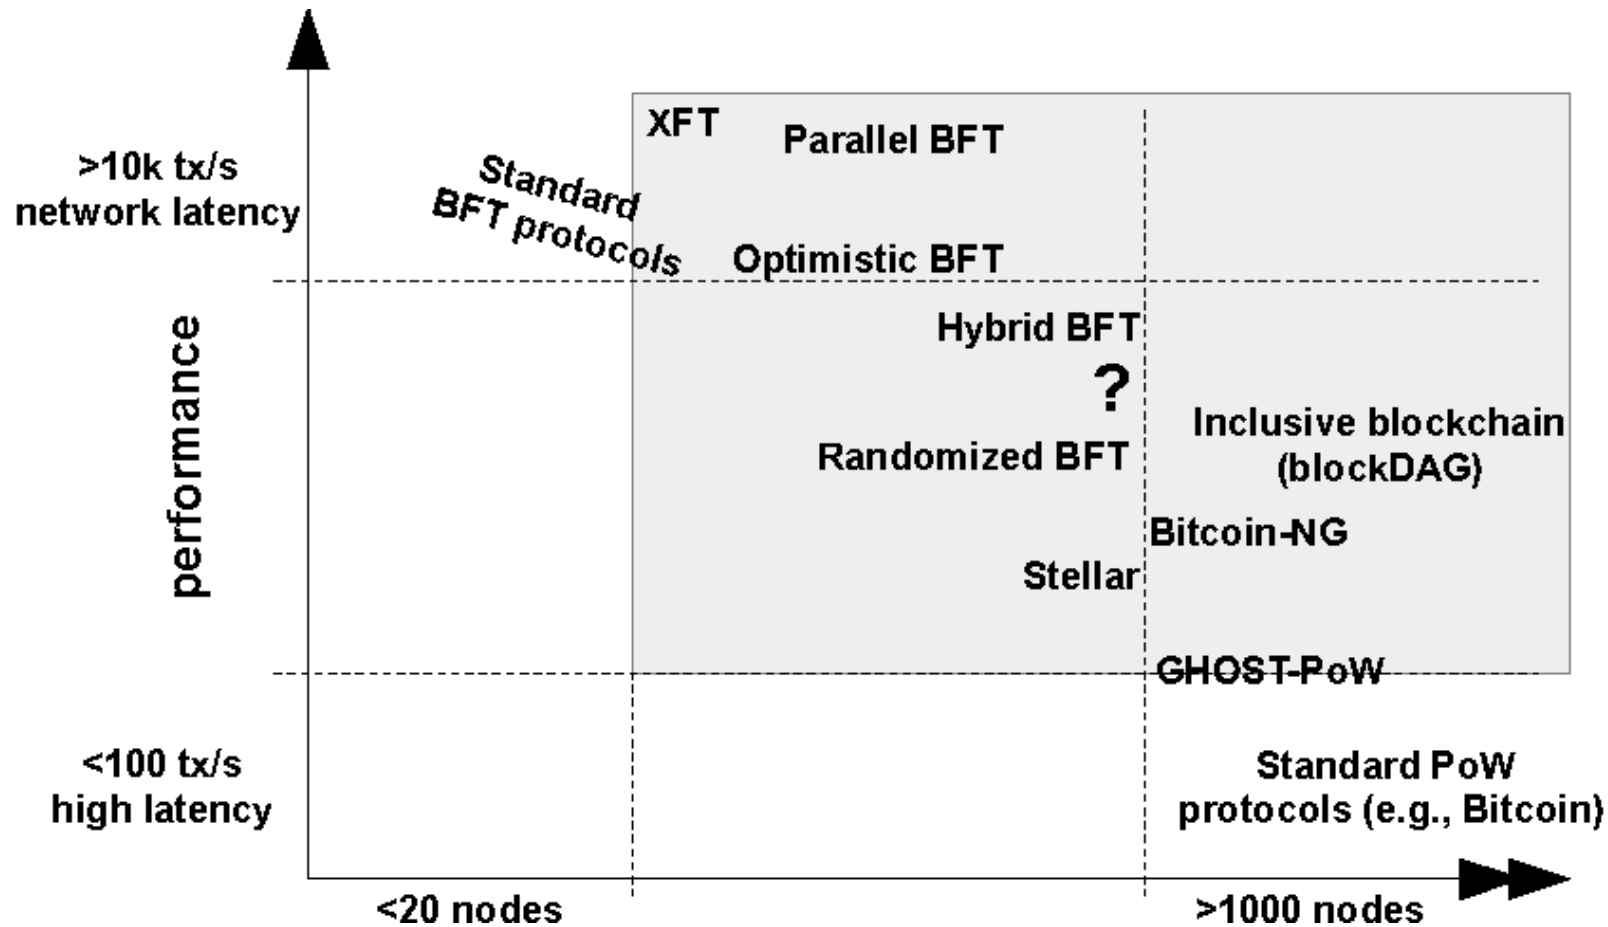 XFT
Parallel BFT
>10k tx/s
network latency
Standard
BFT protocols
Optimistic BFT
Hybrid BFT
?
performance
Inclusive blockchain
(blockDAG)
Randomized BFT
Bitcoin-NG
Stellar
GHOST-PoW
<100 tx/s
high latency
Standard PoW
protocols (e.g., Bitcoin)
<20 nodes
>1000 nodes